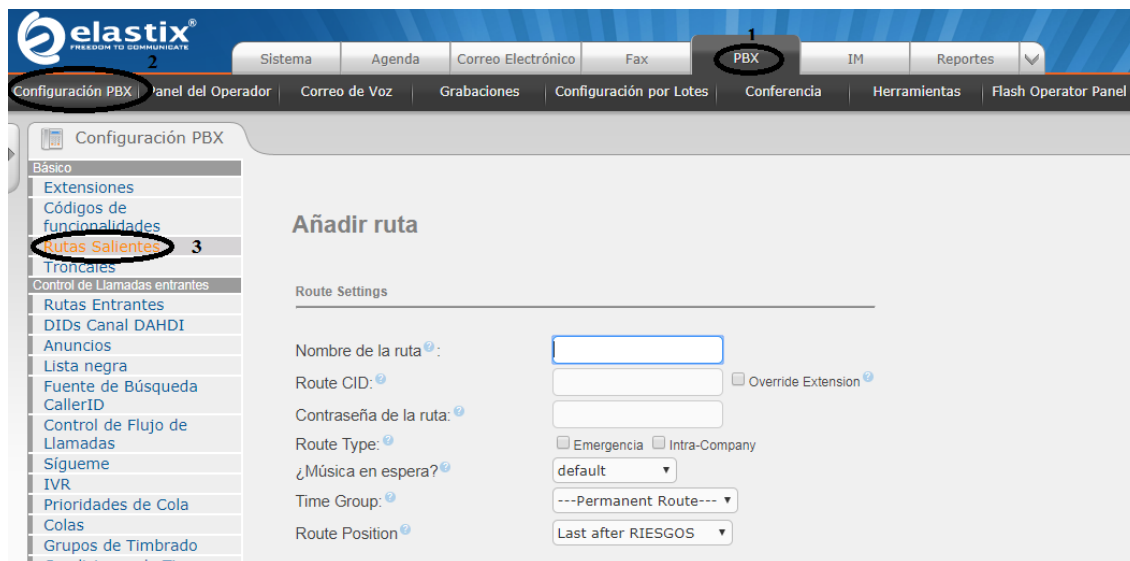 elastix®
FREEDOM TO COMMUNICATE
1
2
Sistema Agenda Correo Electrónico Fax PBX IM Reportes
Configuración PBX Panel del Operador Correo de Voz Grabaciones Configuración por Lotes Conferencia Herramientas Flash Operator Panel
Configuración PBX
Básico
Extensiones
Códigos de
funcionalidades
Rutas Salientes 3
Troncales
Control de Llamadas entrantes
Rutas Entrantes
DIDs Canal DAHDI
Anuncios
Lista negra
Fuente de Búsqueda
CallerID
Control de Flujo de
Llamadas
Sígueme
IVR
Prioridades de Cola
Colas
Grupos de Timbrado
Añadir ruta
Route Settings
Nombre de la ruta? :
Route CID: ? Override Extension?
Contraseña de la ruta: ?
Route Type: ? Emergencia Intra-Company
¿Música en espera?? default
Time Group: ? ---Permanent Route---
Route Position? Last after RIESGOS